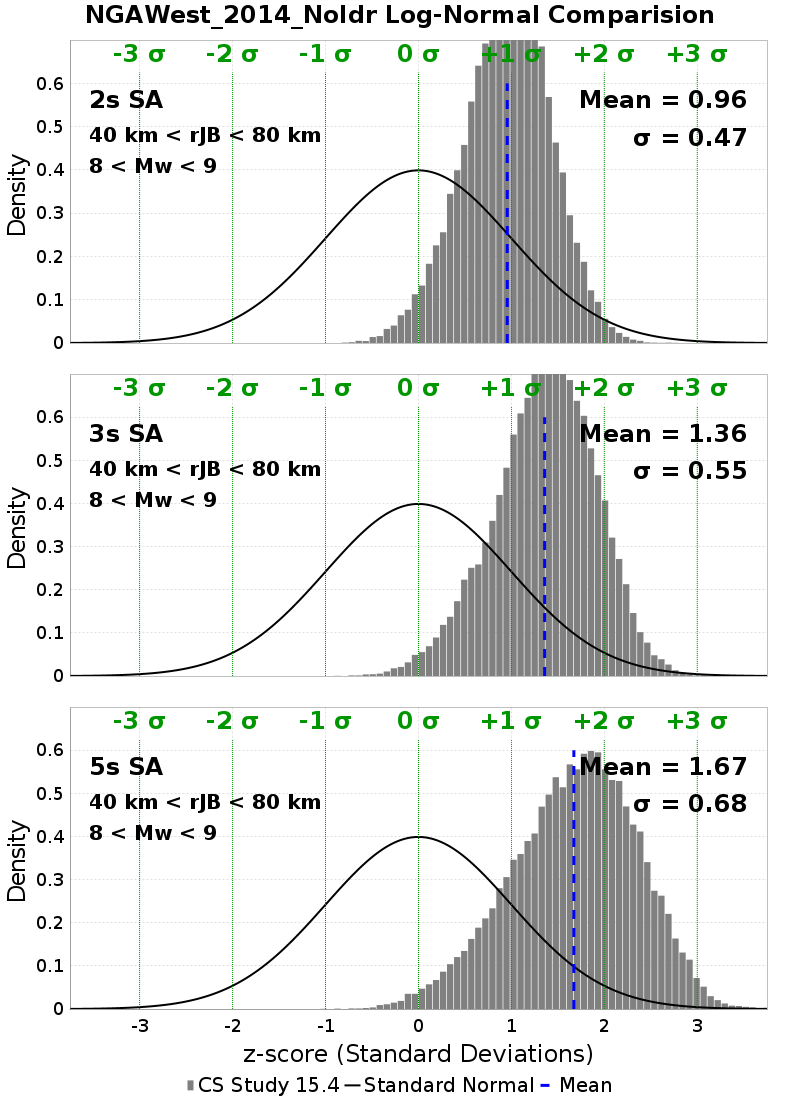 NGAWest_2014_NoIdr Log-Normal Comparision
-3 σ -2 σ -1 σ 0 σ +1 σ +2 σ +3 σ
0.6
2s SA Mean = 0.96
0.5
40 km < rJB < 80 km σ = 0.47
0.4 8 < Mw < 9
Density
0.3
0.2
0.1
0
-3 σ -2 σ -1 σ 0 σ +1 σ +2 σ +3 σ
0.6
3s SA Mean = 1.36
0.5
40 km < rJB < 80 km σ = 0.55
0.4 8 < Mw < 9
Density
0.3
0.2
0.1
0
-3 σ -2 σ -1 σ 0 σ +1 σ +2 σ +3 σ
0.6
5s SA Mean = 1.67
0.5
40 km < rJB < 80 km σ = 0.68
0.4 8 < Mw < 9
Density
0.3
0.2
0.1
0
-3 -2 -1 0 1 2 3
z-score (Standard Deviations)
CS Study 15.4 Standard Normal Mean